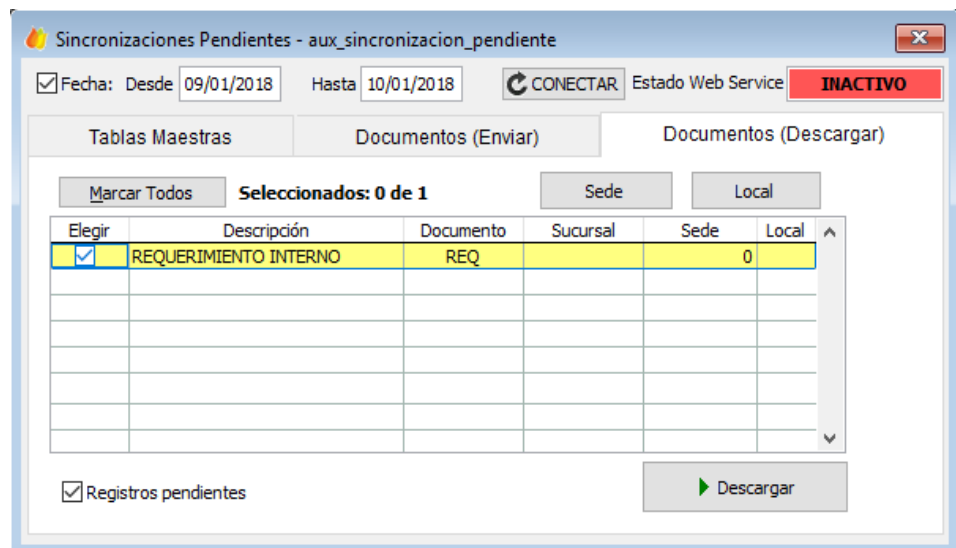 Sincronizaciones Pendientes - aux_sincronizacion_pendiente
Fecha: Desde 09/01/2018 Hasta 10/01/2018 CONECTAR Estado Web Service INACTIVO
Tablas Maestras Documentos (Enviar) Documentos (Descargar)
Marcar Todos Seleccionados: 0 de 1 Sede Local
Elegir Descripción Documento Sucursal Sede Local
REQUERIMIENTO INTERNO REQ 0
Registros pendientes Descargar